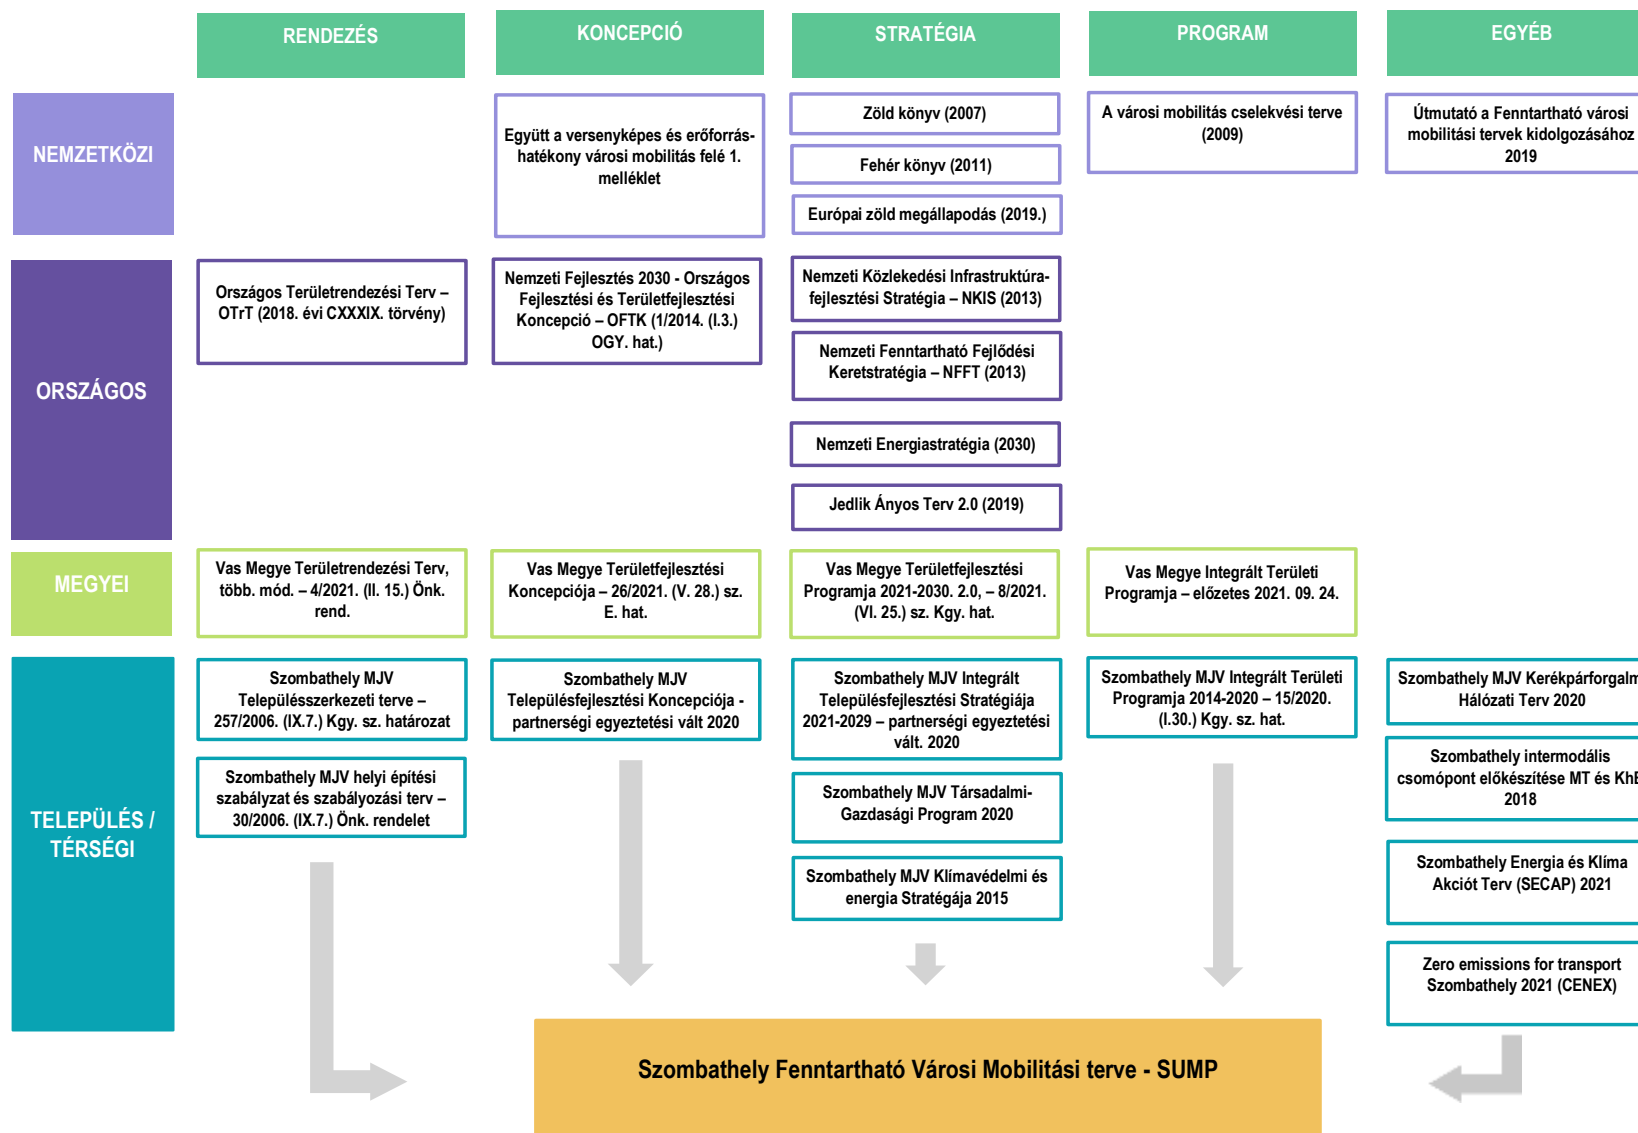 RENDEZÉS
KONCEPCIÓ
STRATÉGIA
PROGRAM
EGYÉB
NEMZETKÖZI
Együtt a versenyképes és erőforrás-
hatékony városi mobilitás felé 1.
melléklet
Zöld könyv (2007)
Fehér könyv (2011)
Európai zöld megállapodás (2019.)
A városi mobilitás cselekvési terve
(2009)
Útmutató a Fenntartható városi
mobilitási tervek kidolgozásához
2019
ORSZÁGOS
Országos Területrendezési Terv –
OTrT (2018. évi CXXXIX. törvény)
Nemzeti Fejlesztés 2030 - Országos
Fejlesztési és Területfejlesztési
Koncepció – OFTK (1/2014. (I.3.)
OGY. hat.)
Nemzeti Közlekedési Infrastruktúra-
fejlesztési Stratégia – NKIS (2013)
Nemzeti Fenntartható Fejlődési
Keretstratégia – NFFT (2013)
Nemzeti Energiastratégia (2030)
Jedlik Ányos Terv 2.0 (2019)
MEGYEI
Vas Megye Területrendezési Terv,
több. mód. – 4/2021. (II. 15.) Önk.
rend.
Vas Megye Területfejlesztési
Koncepciója – 26/2021. (V. 28.) sz.
E. hat.
Vas Megye Területfejlesztési
Programja 2021-2030. 2.0, – 8/2021.
(VI. 25.) sz. Kgy. hat.
Vas Megye Integrált Területi
Programja – előzetes 2021. 09. 24.
TELEPÜLÉS /
TÉRSÉGI
Szombathely MJV
Településszerkezeti terve –
257/2006. (IX.7.) Kgy. sz. határozat
Szombathely MJV helyi építési
szabályzat és szabályozási terv –
30/2006. (IX.7.) Önk. rendelet
Szombathely MJV
Településfejlesztési Koncepciója -
partnerségi egyeztetési vált 2020
Szombathely MJV Integrált
Településfejlesztési Stratégiája
2021-2029 – partnerségi egyeztetési
vált. 2020
Szombathely MJV Társadalmi-
Gazdasági Program 2020
Szombathely MJV Klímavédelmi és
energia Stratégája 2015
Szombathely MJV Integrált Területi
Programja 2014-2020 – 15/2020.
(I.30.) Kgy. sz. hat.
Szombathely MJV Kerékpárforgalm
Hálózati Terv 2020
Szombathely intermodális
csomópont előkészítése MT és KhE
2018
Szombathely Energia és Klíma
Akciót Terv (SECAP) 2021
Zero emissions for transport
Szombathely 2021 (CENEX)
Szombathely Fenntartható Városi Mobilitási terve - SUMP